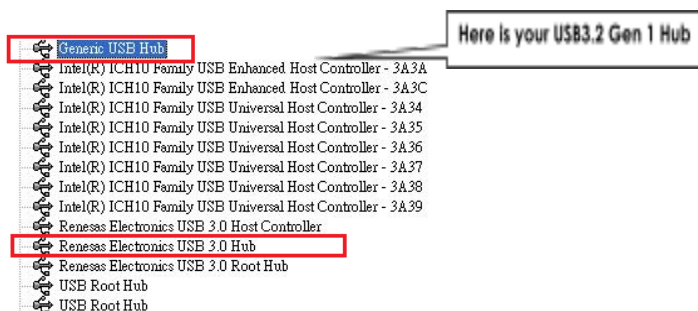 Here is your USB3.2 Gen 1 Hub
Generic USB Hub
Intel(R) ICH10 Family USB Enhanced Host Controller - 3A3A
Intel(R) ICH10 Family USB Enhanced Host Controller - 3A3C
Intel(R) ICH10 Family USB Universal Host Controller - 3A34
Intel(R) ICH10 Family USB Universal Host Controller - 3A35
Intel(R) ICH10 Family USB Universal Host Controller - 3A36
Intel(R) ICH10 Family USB Universal Host Controller - 3A37
Intel(R) ICH10 Family USB Universal Host Controller - 3A38
Intel(R) ICH10 Family USB Universal Host Controller - 3A39
Renesas Electronics USB 3.0 Host Controller
Renesas Electronics USB 3.0 Hub
Renesas Electronics USB 3.0 Root Hub
USB Root Hub
USB Root Hub